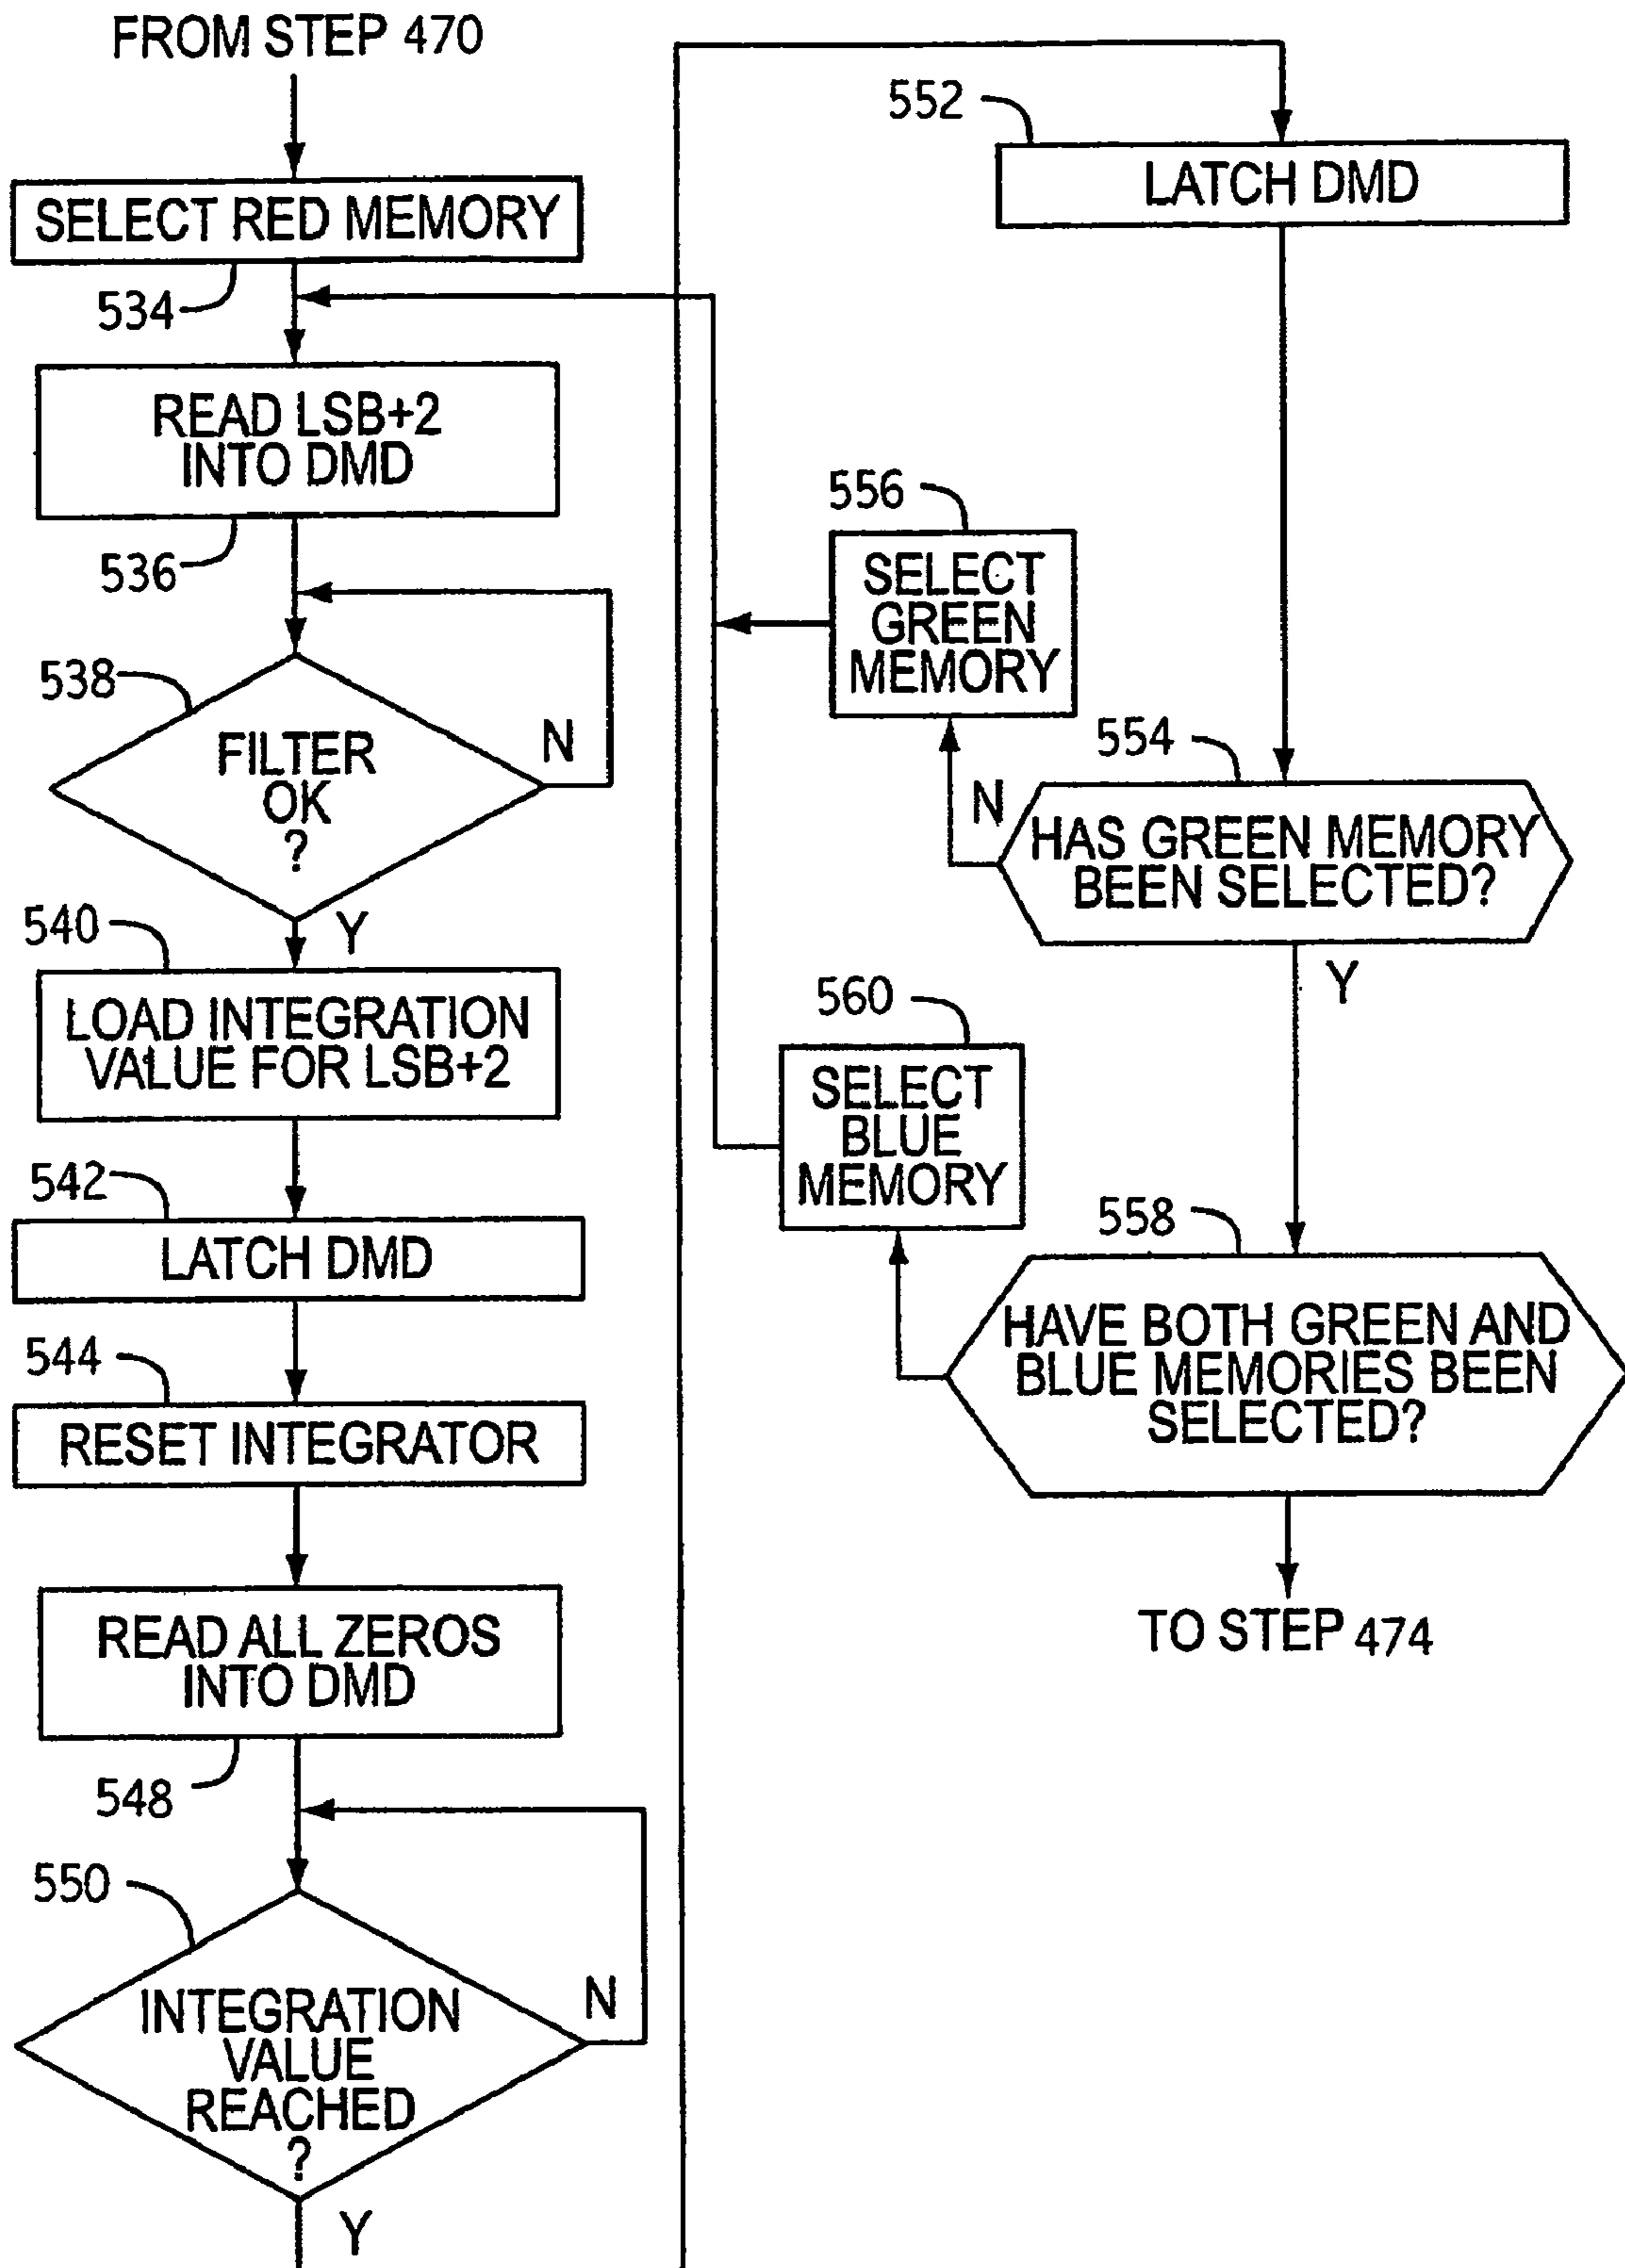 FROM STEP 470
SELECT RED MEMORY
534
READ LSB+2
INTO DMD
536
538
FILTER
OK
?
N
Y
540
LOAD INTEGRATION
VALUE FOR LSB+2
542
LATCH DMD
544
RESET INTEGRATOR
READ ALL ZEROS
INTO DMD
548
550
INTEGRATION
VALUE
REACHED
?
N
Y
552
LATCH DMD
556
SELECT
GREEN
MEMORY
554
N
HAS GREEN MEMORY
BEEN SELECTED?
Y
560
SELECT
BLUE
MEMORY
558
HAVE BOTH GREEN AND
BLUE MEMORIES BEEN
SELECTED?
TO STEP 474